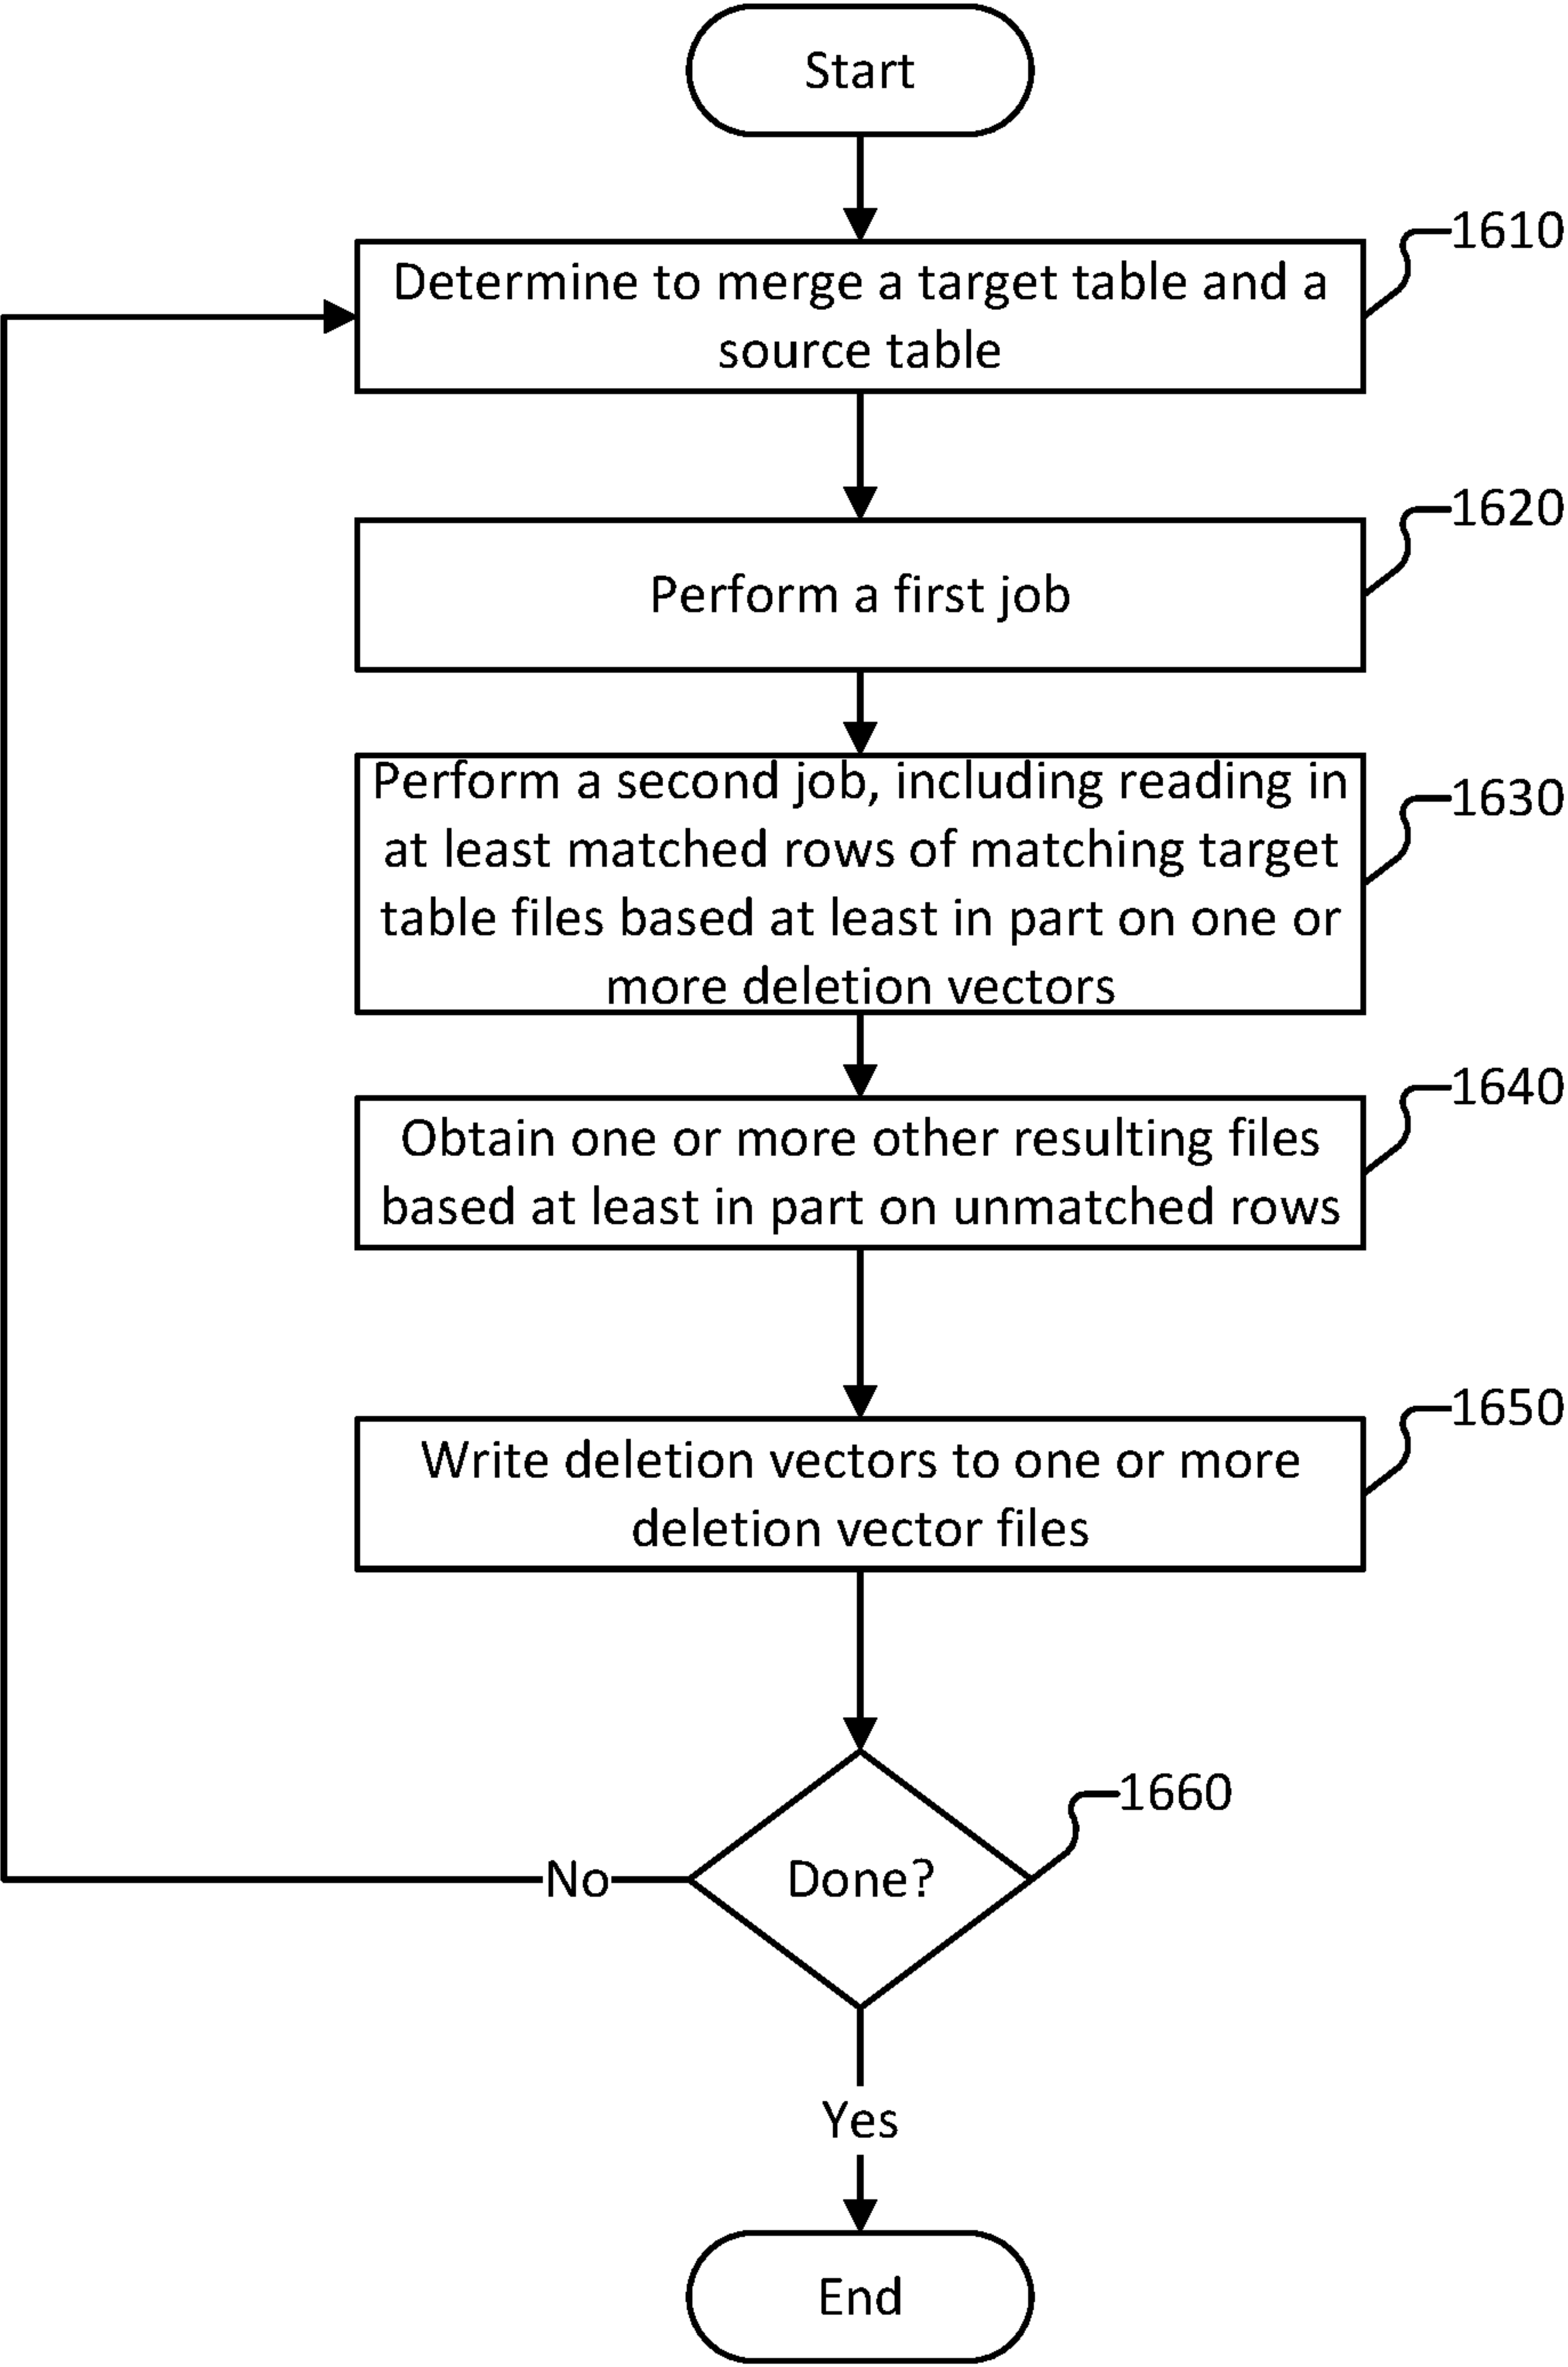 Start
1610
Determine to merge a target table and a
source table
1620
Perform a first job
1630
Perform a second job, including reading in
at least matched rows of matching target
table files based at least in part on one or
more deletion vectors
1640
Obtain one or more other resulting files
based at least in part on unmatched rows
1650
Write deletion vectors to one or more
deletion vector files
1660
Done?
No
Yes
End